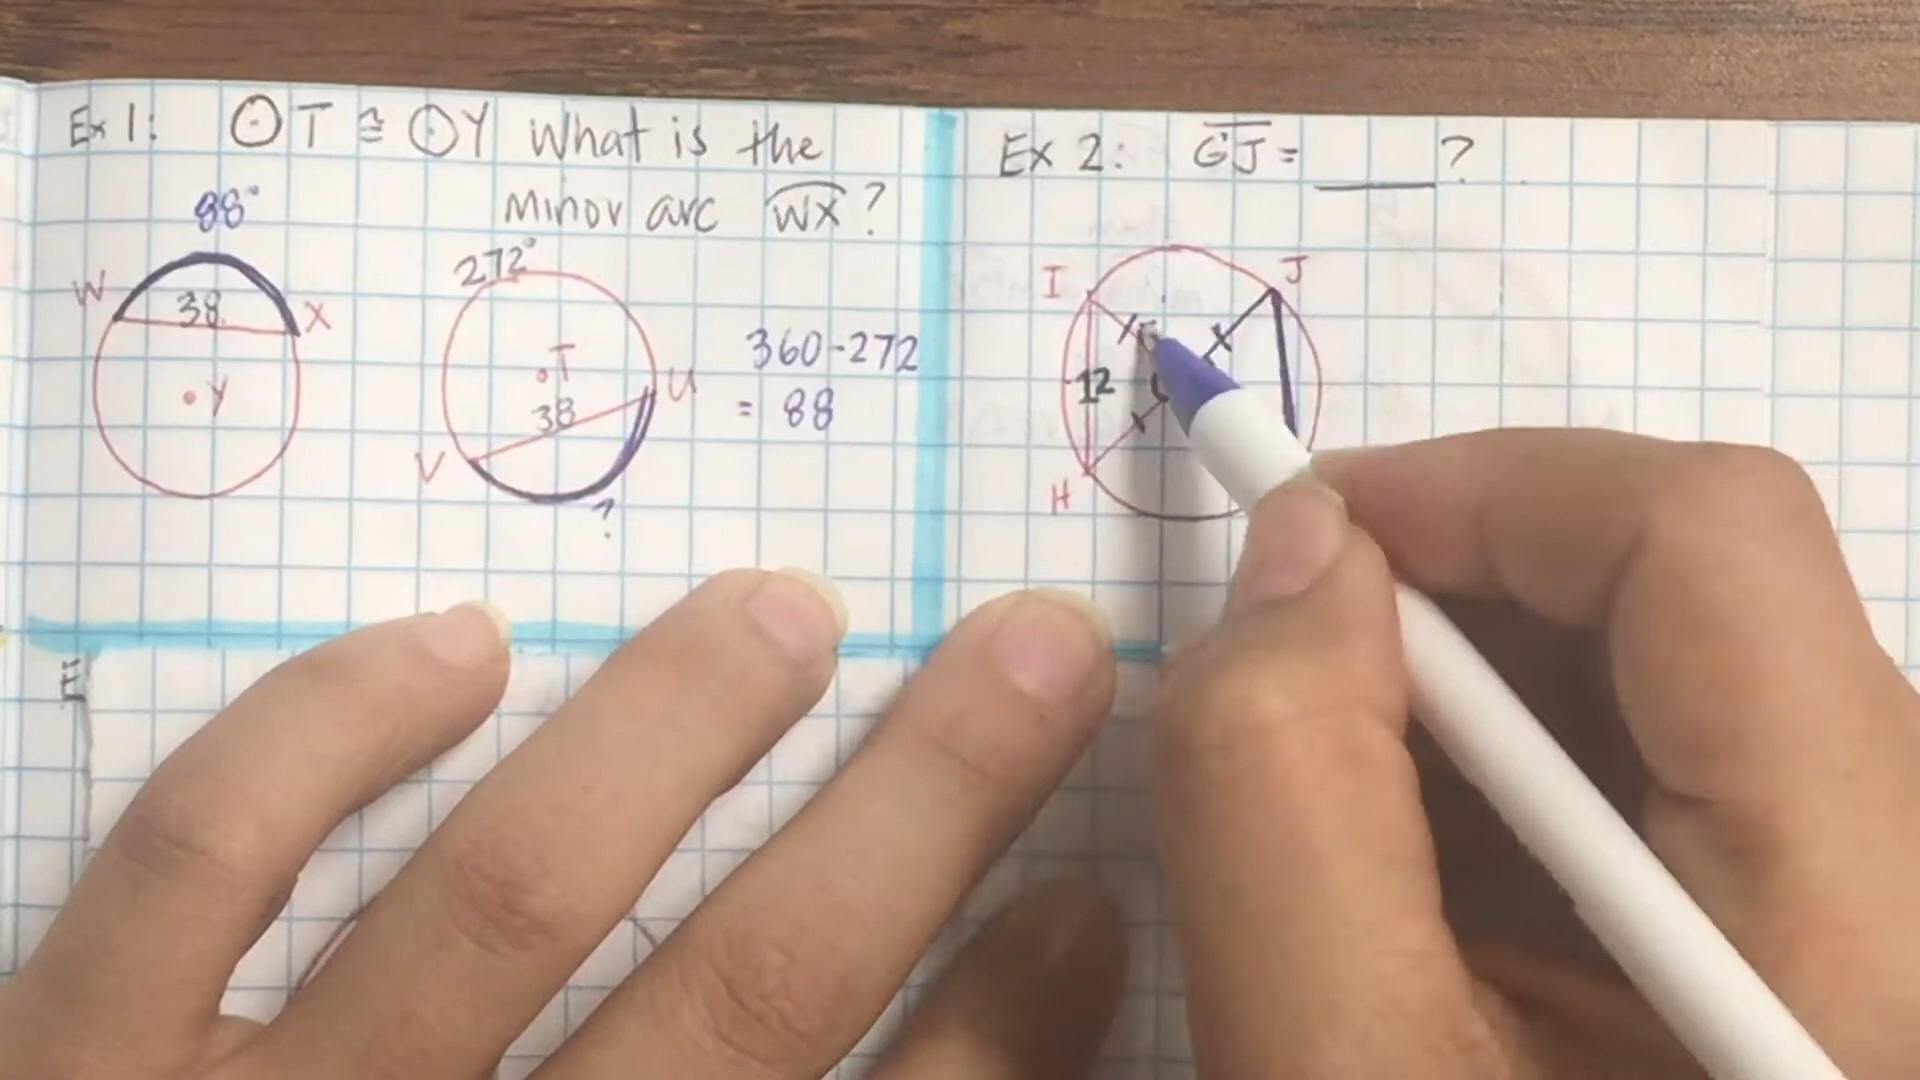 Ex 1: ⊙T ≅ ⊙Y What is the
minor arc WX?
88°
W
38
X
Y
272°
T
38
U
V
?
360-272
= 88
Ex 2: GJ = ____?
I
J
12
H